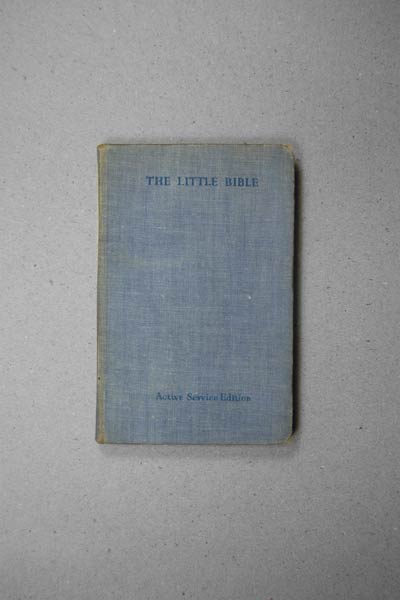 THE LITTLE BIBLE
Active Service Edition